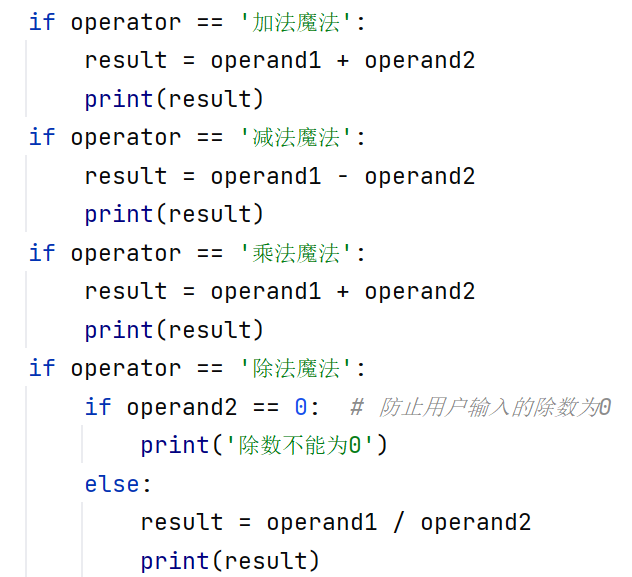 if operator == '加法魔法':
    result = operand1 + operand2
    print(result)
if operator == '减法魔法':
    result = operand1 - operand2
    print(result)
if operator == '乘法魔法':
    result = operand1 + operand2
    print(result)
if operator == '除法魔法':
    if operand2 == 0:  # 防止用户输入的除数为0
        print('除数不能为0')
    else:
        result = operand1 / operand2
        print(result)